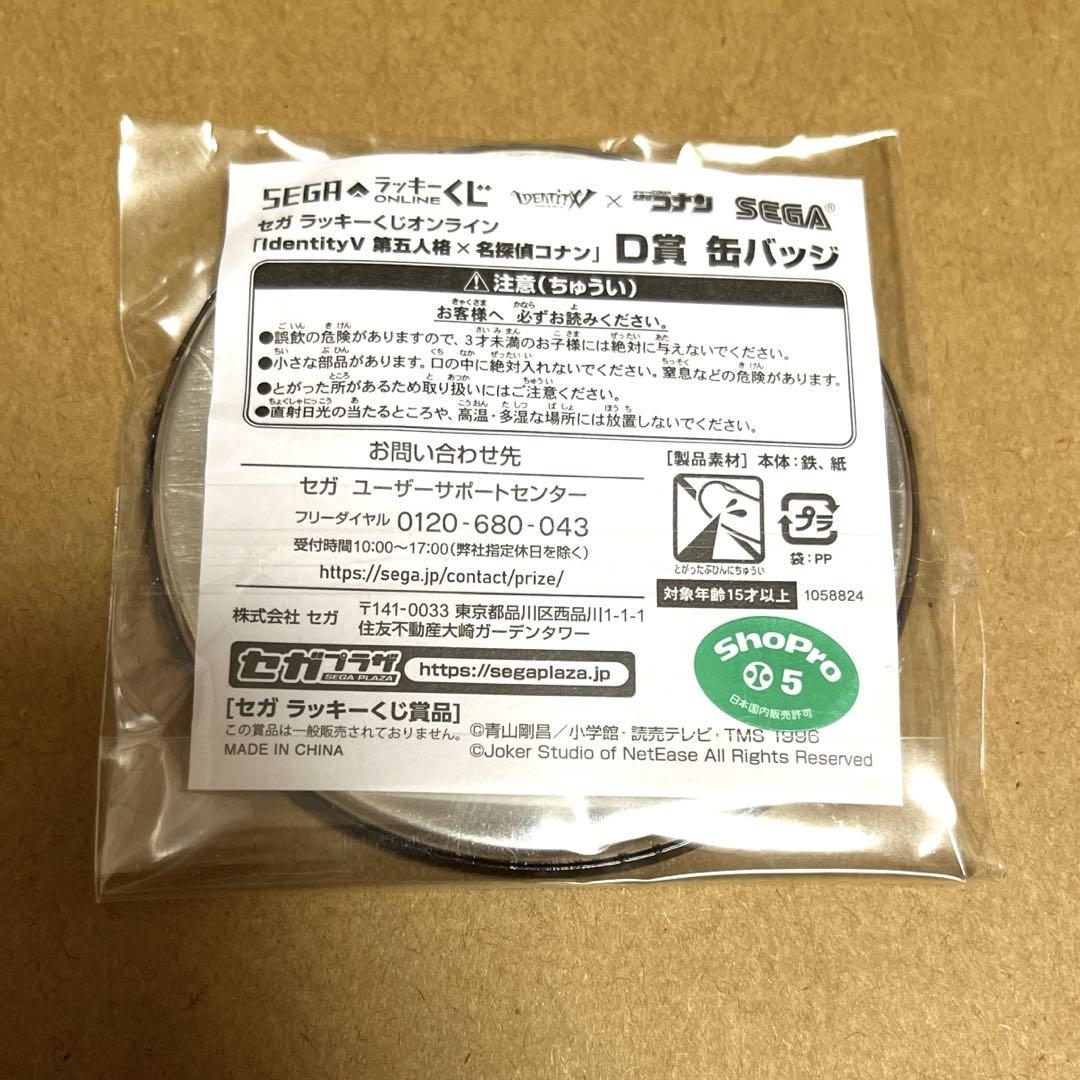 SEGA ラッキーくじ ONLINE IDENTITY V × 名探偵コナン SEGA®
セガ ラッキーくじオンライン
「IdentityV 第五人格×名探偵コナン」 D賞 缶バッジ
注意(ちゅうい)
お客様へ 必ずお読みください。
●誤飲の危険がありますので、3才未満のお子様には絶対に与えないでください。
●小さな部品があります。口の中に絶対入れないでください。窒息などの危険があります。
●とがった所があるため取り扱いにはご注意ください。
●直射日光の当たるところや、高温・多湿な場所には放置しないでください。
お問い合わせ先
セガ ユーザーサポートセンター
フリーダイヤル 0120-680-043
受付時間10:00〜17:00(弊社指定休日を除く)
https://sega.jp/contact/prize/
株式会社 セガ 〒141-0033 東京都品川区西品川1-1-1
住友不動産大崎ガーデンタワー
セガプラザ SEGA PLAZA https://segaplaza.jp
[セガ ラッキーくじ賞品]
この賞品は一般販売されておりません。
MADE IN CHINA
[製品素材] 本体:鉄、紙
とがったぶひんにちゅうい
プラ
袋:PP
対象年齢15才以上 1058824
ShoPro
5
日本国内販売許可
©青山剛昌/小学館・読売テレビ・TMS 1996
©Joker Studio of NetEase All Rights Reserved